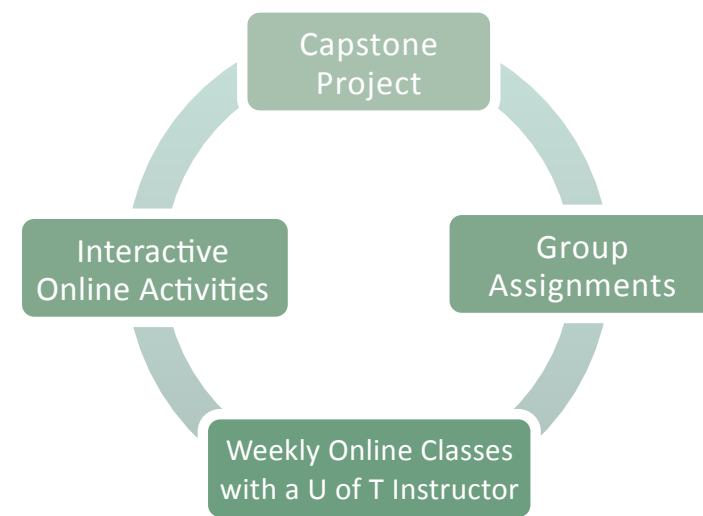 Capstone
Project
Interactive
Online Activities
Group
Assignments
Weekly Online Classes
with a U of T Instructor